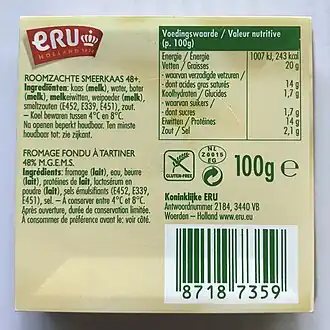 ERU
HOLLAND 1824
ROOMZACHTE SMEERKAAS 48+.
Ingrediënten: kaas (melk), water, boter
(melk), melkeiwitten, weipoeder (melk),
smeltzouten (E452, E339, E451), zout.
– Koel bewaren tussen 4°C en 8°C.
Na openen beperkt houdbaar. Ten minste
houdbaar tot: zie zijkant.
FROMAGE FONDU À TARTINER
48% M.G.E.M.S.
Ingrédients: fromage (lait), eau, beurre
(lait), protéines de lait, lactosérum en
poudre (lait), sels émulsifiants (E452, E339,
E451), sel. – A conserver entre 4°C et 8°C.
Après ouverture, durée de conservation limitée.
A consommer de préférence avant le: voir côté.
Voedingswaarde / Valeur nutritive
(p. 100g)
Energie / Energie 1007 kJ, 243 kcal
Vetten / Graisses 20 g
- waarvan verzadigde vetzuren /
- dont acides gras saturés 14 g
Koolhydraten / Glucides 1,7 g
- waarvan suikers /
- dont sucres 1,7 g
Eiwitten / Protéines 14 g
Zout / Sel 2,1 g
GLUTEN-FREE
NL
Z0015
EG
100g e
Koninklijke ERU
Antwoordnummer 2184, 3440 VB
Woerden – Holland www.eru.eu
8718 7359